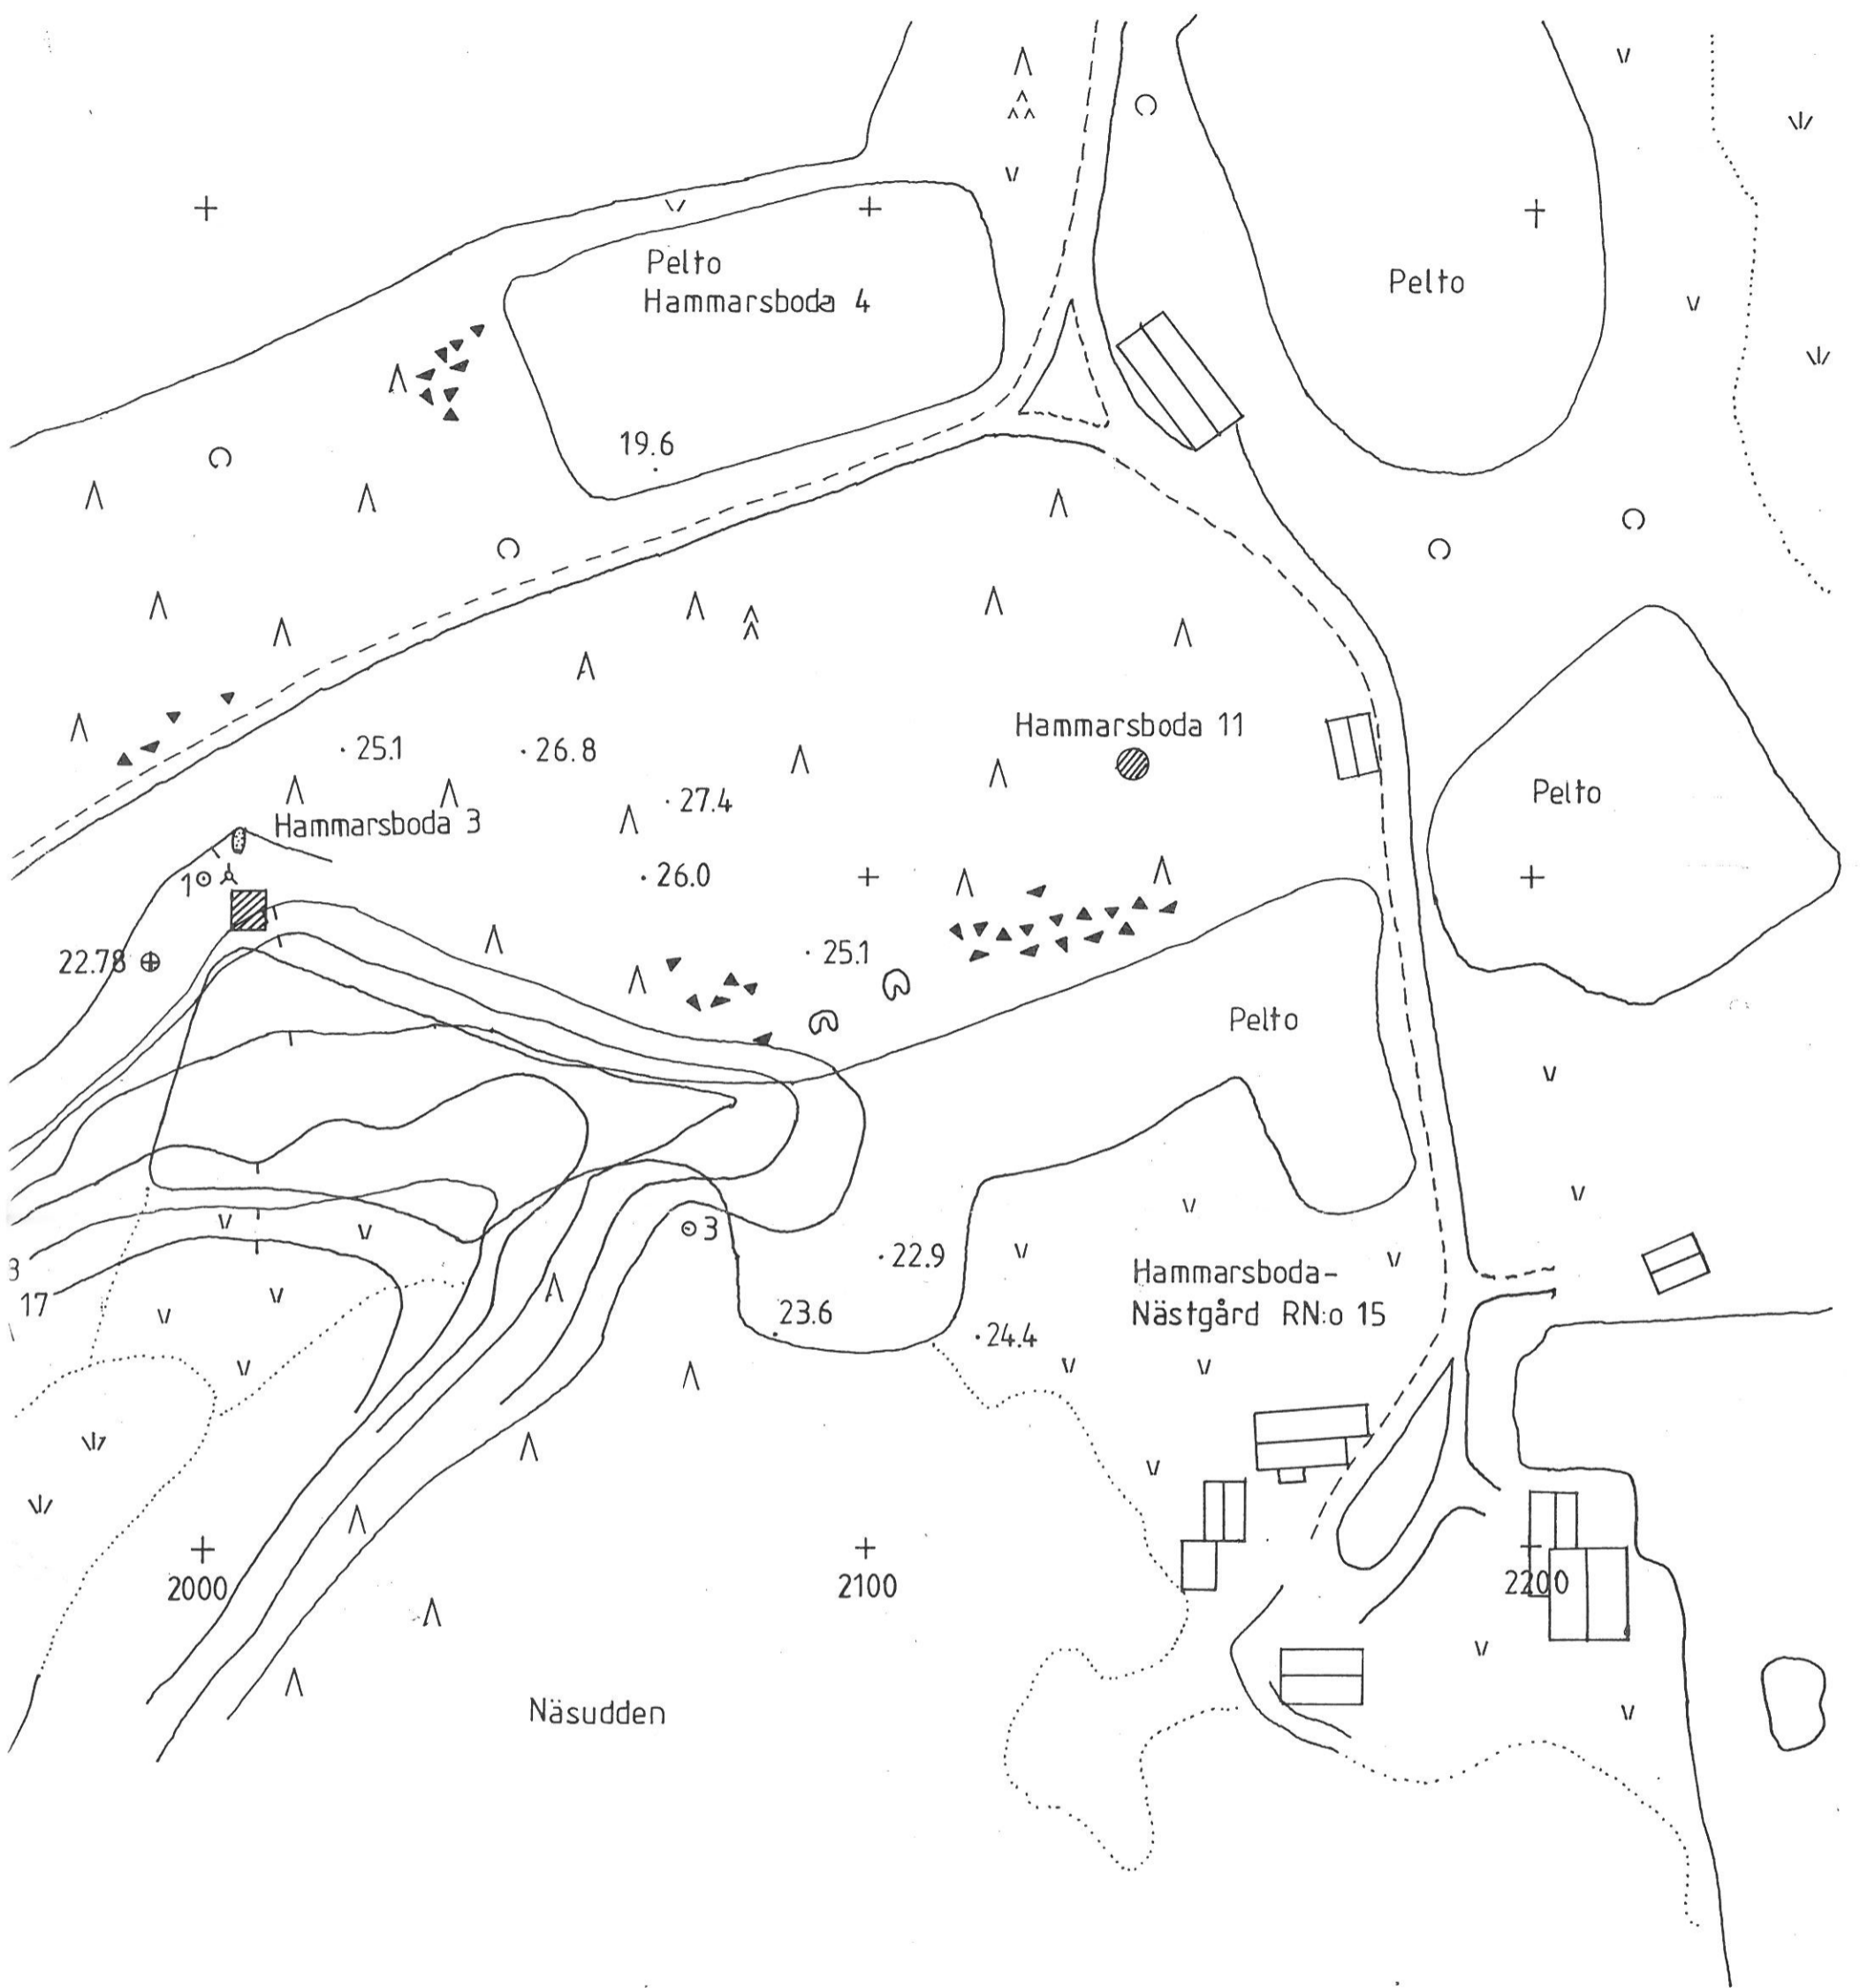 Pelto
Hammarsboda 4
Pelto
19.6
Hammarsboda 11
25.1
26.8
27.4
Pelto
Hammarsboda 3
1
26.0
22.78
25.1
Pelto
3
22.9
Hammarsboda-
Nästgård RN:o 15
3
17
23.6
24.4
2000
2100
2200
Näsudden